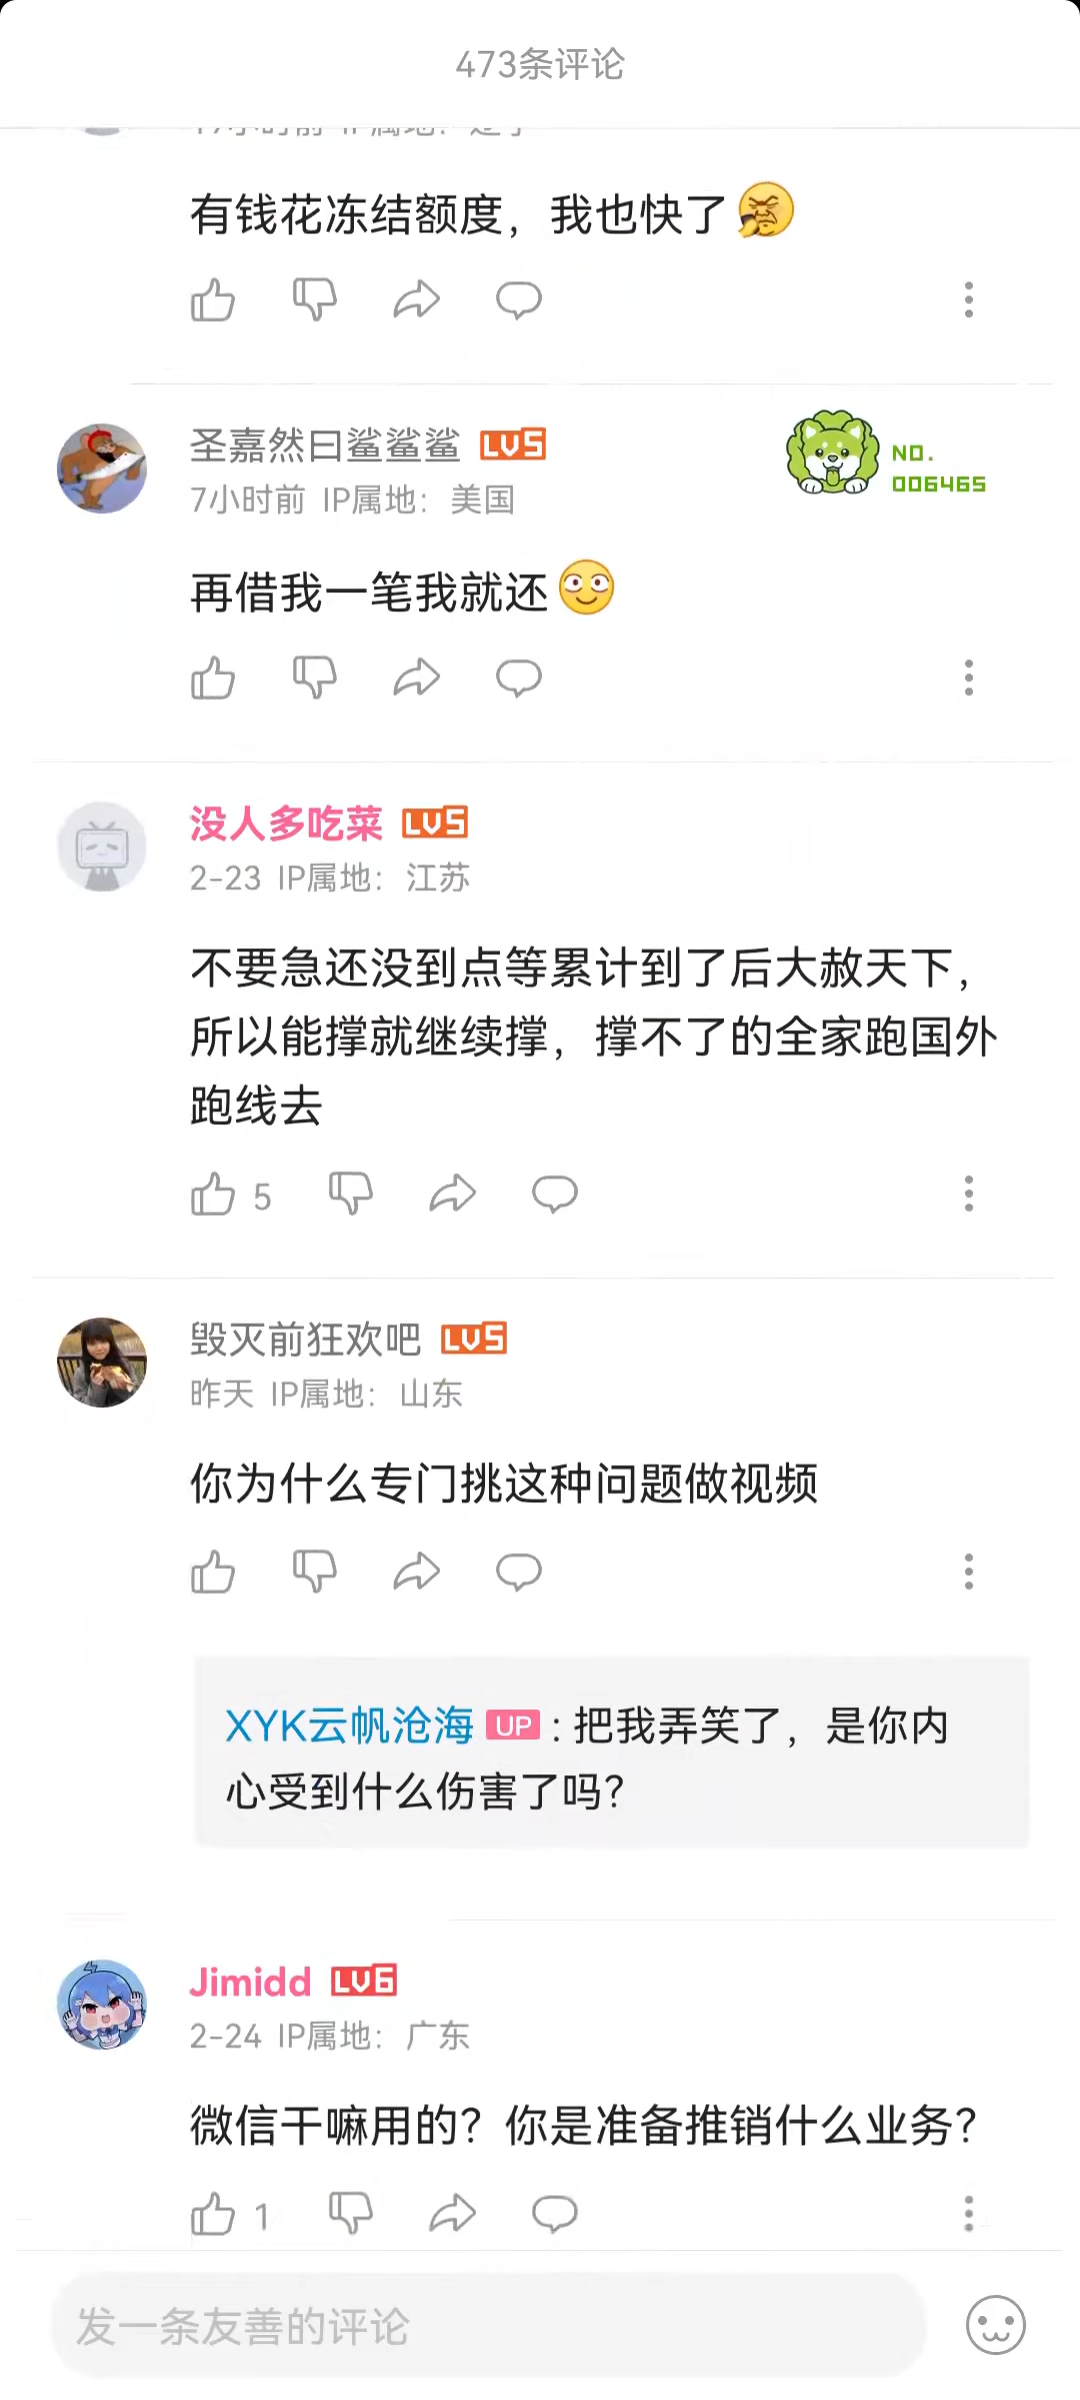 473条评论
有钱花冻结额度，我也快了
圣嘉然曰鲨鲨鲨 LV5
NO.
006465
7小时前 IP属地：美国
再借我一笔我就还
没人多吃菜 LV5
2-23 IP属地：江苏
不要急还没到点等累计到了后大赦天下，
所以能撑就继续撑，撑不了的全家跑国外
跑线去
5
毁灭前狂欢吧 LV5
昨天 IP属地：山东
你为什么专门挑这种问题做视频
XYK云帆沧海 UP：把我弄笑了，是你内
心受到什么伤害了吗？
Jimidd LV6
2-24 IP属地：广东
微信干嘛用的？你是准备推销什么业务？
1
发一条友善的评论